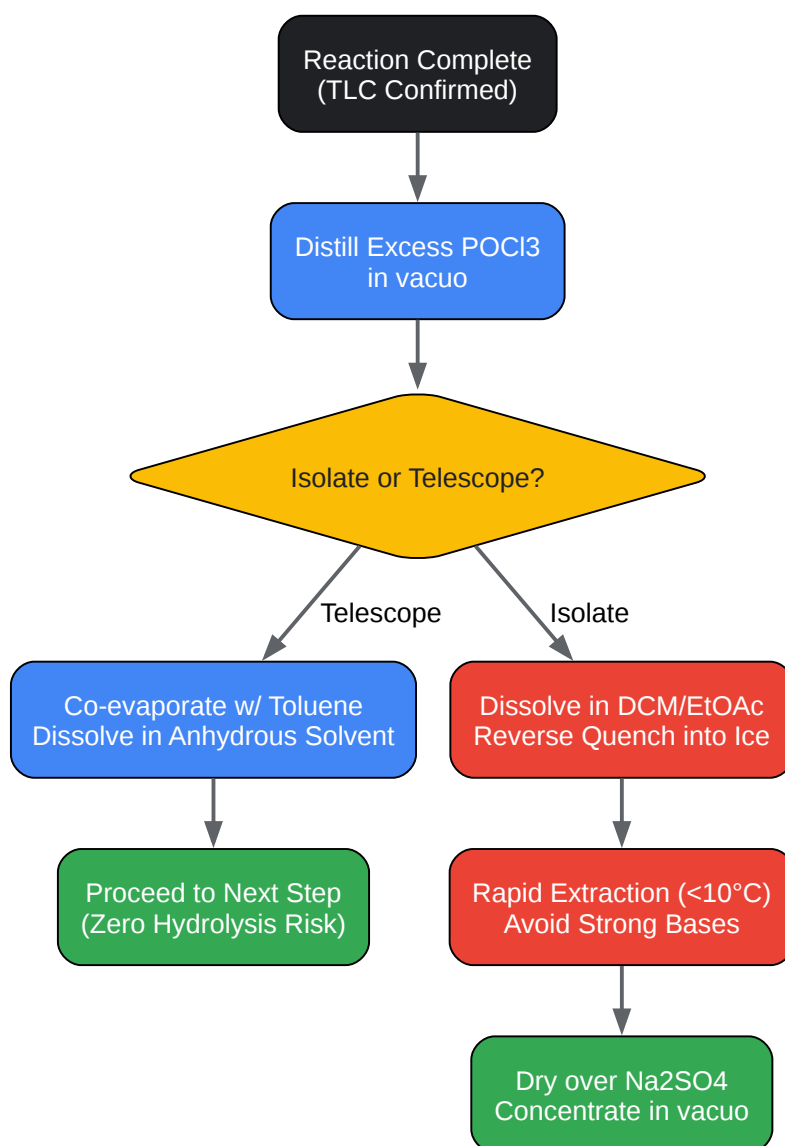 Reaction Complete
(TLC Confirmed)
Distill Excess POCl3
in vacuo
Isolate or Telescope?
Telescope
Isolate
Co-evaporate w/ Toluene
Dissolve in Anhydrous Solvent
Dissolve in DCM/EtOAc
Reverse Quench into Ice
Proceed to Next Step
(Zero Hydrolysis Risk)
Rapid Extraction (<10°C)
Avoid Strong Bases
Dry over Na2SO4
Concentrate in vacuo